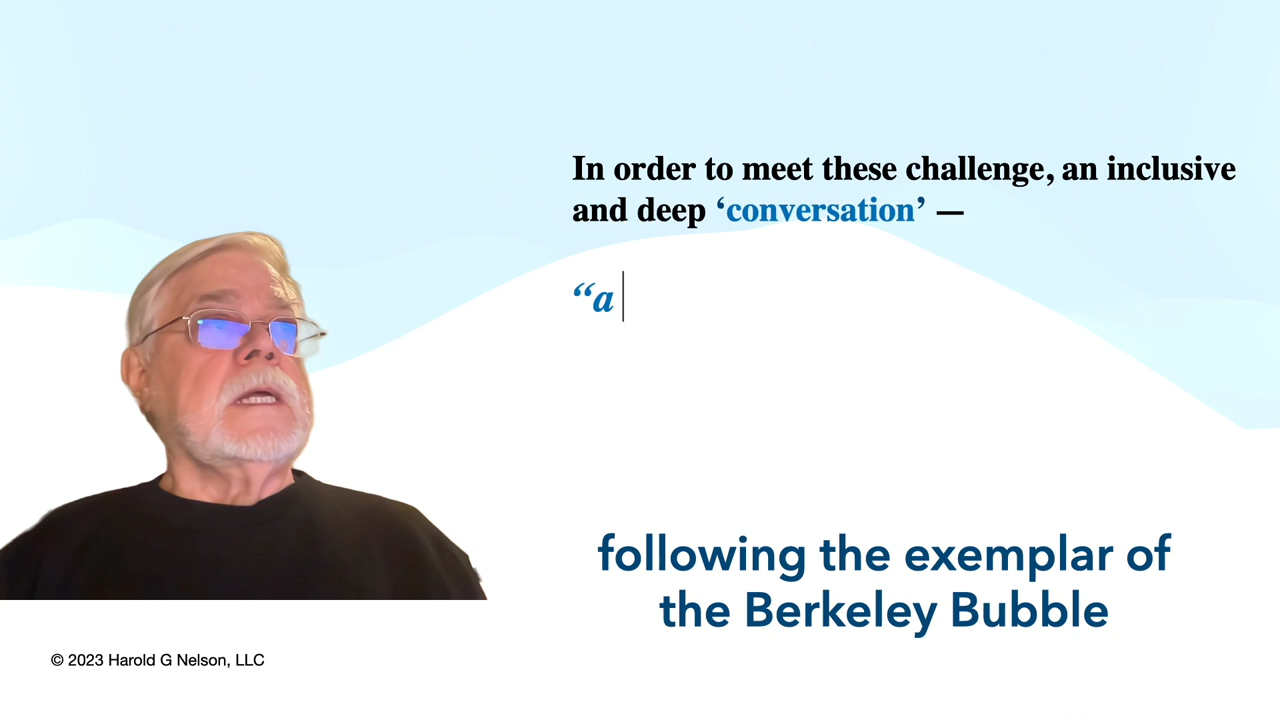 In order to meet these challenge, an inclusive
and deep ‘conversation’ —
“a
following the exemplar of
the Berkeley Bubble
© 2023 Harold G Nelson, LLC